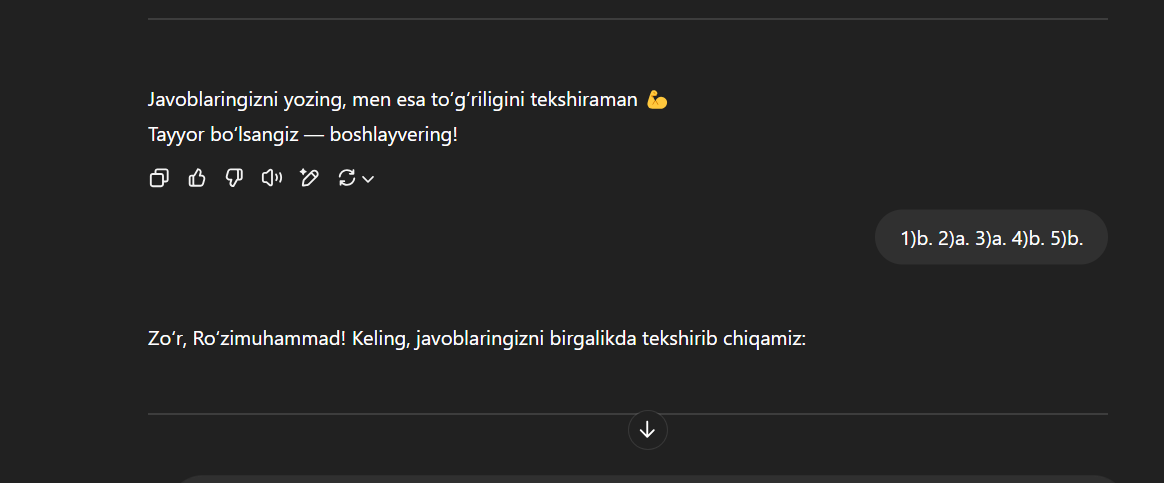 Javoblaringizni yozing, men esa toʻgʻriligini tekshiraman 💪
Tayyor boʻlsangiz — boshlayvering!
1)b. 2)a. 3)a. 4)b. 5)b.
Zoʻr, Roʻzimuhammad! Keling, javoblaringizni birgalikda tekshirib chiqamiz: